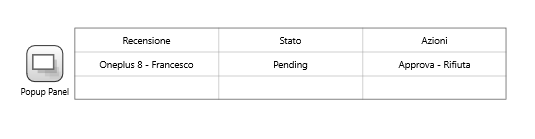 Recensione Stato Azioni
Oneplus 8 - Francesco Pending Approva - Rifiuta
Popup Panel